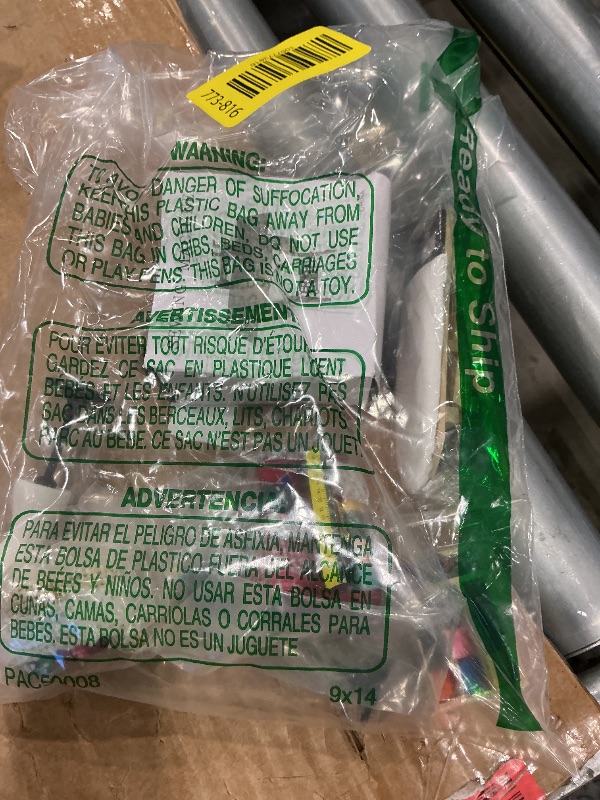 773-816
WARNING:
TO AVOID DANGER OF SUFFOCATION,
KEEP THIS PLASTIC BAG AWAY FROM
BABIES AND CHILDREN. DO NOT USE
THIS BAG IN CRIBS, BEDS, CARRIAGES
OR PLAYPENS. THIS BAG IS NOT A TOY.
AVERTISSEMENT
POUR ÉVITER TOUT RISQUE D'ÉTOUF
GARDEZ CE SAC EN PLASTIQUE LOENT
BEBES ET LES ENFANTS. N'UTILISEZ PAS
SAC DANS LES BERCEAUX, LITS, CHARIOTS
PARC AU BEBE. CE SAC N'EST PAS UN JOUET.
ADVERTENCIA
PARA EVITAR EL PELIGRO DE ASFIXIA, MANTENGA
ESTA BOLSA DE PLASTICO FUERA DEL ALCANCE
DE BEBES Y NINOS. NO USAR ESTA BOLSA EN
CUNAS, CAMAS, CARRIOLAS O CORRALES PARA
BEBES. ESTA BOLSA NO ES UN JUGUETE
PAC50008
9x14
Ready to Ship